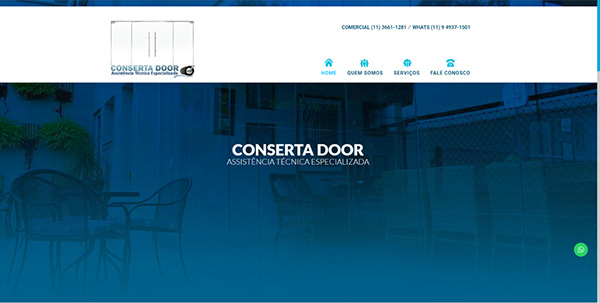 CONSERTA DOOR
Assistência Técnica Especializada
COMERCIAL (11) 3661-1281 / WHATS (11) 9 4937-1501
HOME QUEM SOMOS SERVIÇOS FALE CONOSCO
CONSERTA DOOR
ASSISTÊNCIA TÉCNICA ESPECIALIZADA